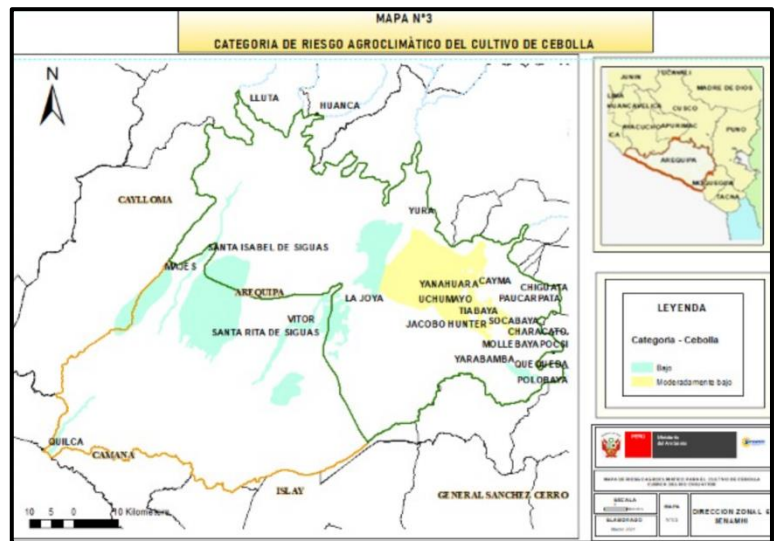 MAPA N°3
CATEGORIA DE RIESGO AGROCLIMÀTICO DEL CULTIVO DE CEBOLLA
N
LLUTA
HUANCA
CAYLLOMA
YURA
SANTA ISABEL DE SIGUAS
MAJES
AREQUIPA
YANAHUARA
CAYMA
CHIGUATA
LA JOYA
UCHUMAYO
PAUCARPATA
TIABAYA
VITOR
JACOBO HUNTER
SOCABAYA
SANTA RITA DE SIGUAS
CHARACATO
MOLLEBAYA
POCSI
YARABAMBA
QUEQUEÑA
POLOBAYA
QUILCA
CAMANA
ISLAY
GENERAL SANCHEZ CERRO
10 5 0 10 Kilometers
JUNIN
UCAYALI
MADRE DE DIOS
LIMA
HUANCAVELICA
CUSCO
AYACUCHO
APURIMAC
ICA
PUNO
AREQUIPA
MOQUEGUA
TACNA
LEYENDA
Categoría - Cebolla
Bajo
Moderadamente bajo
PERÚ
Ministerio
del Ambiente
ESCALA
MAPA
ELABORADO
DIRECCION ZONAL 6
SENAMHI